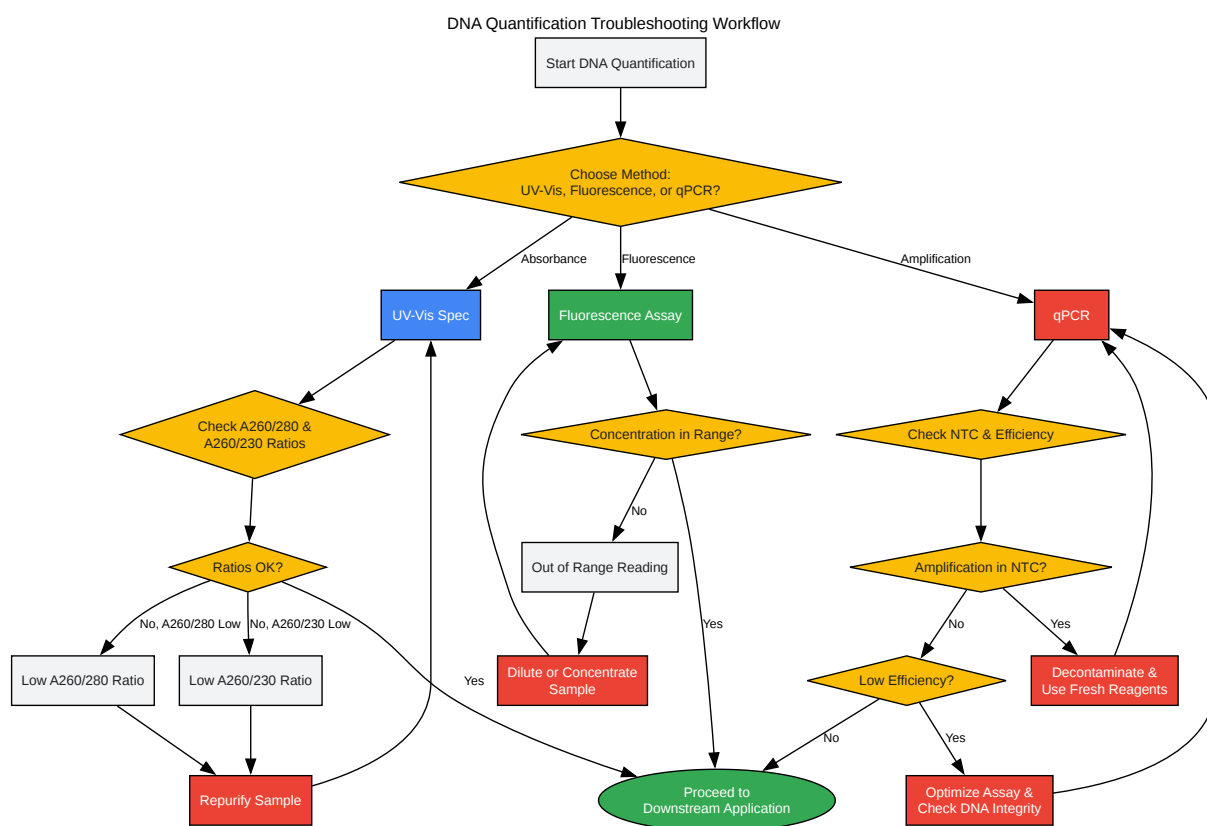 DNA Quantification Troubleshooting Workflow
Start DNA Quantification
Choose Method:
UV-Vis, Fluorescence, or qPCR?
Absorbance
Fluorescence
Amplification
UV-Vis Spec
Fluorescence Assay
qPCR
Check A260/280 &
A260/230 Ratios
Concentration in Range?
Check NTC & Efficiency
No
Ratios OK?
Out of Range Reading
Amplification in NTC?
No, A260/280 Low
No, A260/230 Low
Yes
No
Yes
Low A260/280 Ratio
Low A260/230 Ratio
Yes
Dilute or Concentrate
Sample
Low Efficiency?
Decontaminate &
Use Fresh Reagents
No
Yes
Repurify Sample
Proceed to
Downstream Application
Optimize Assay &
Check DNA Integrity